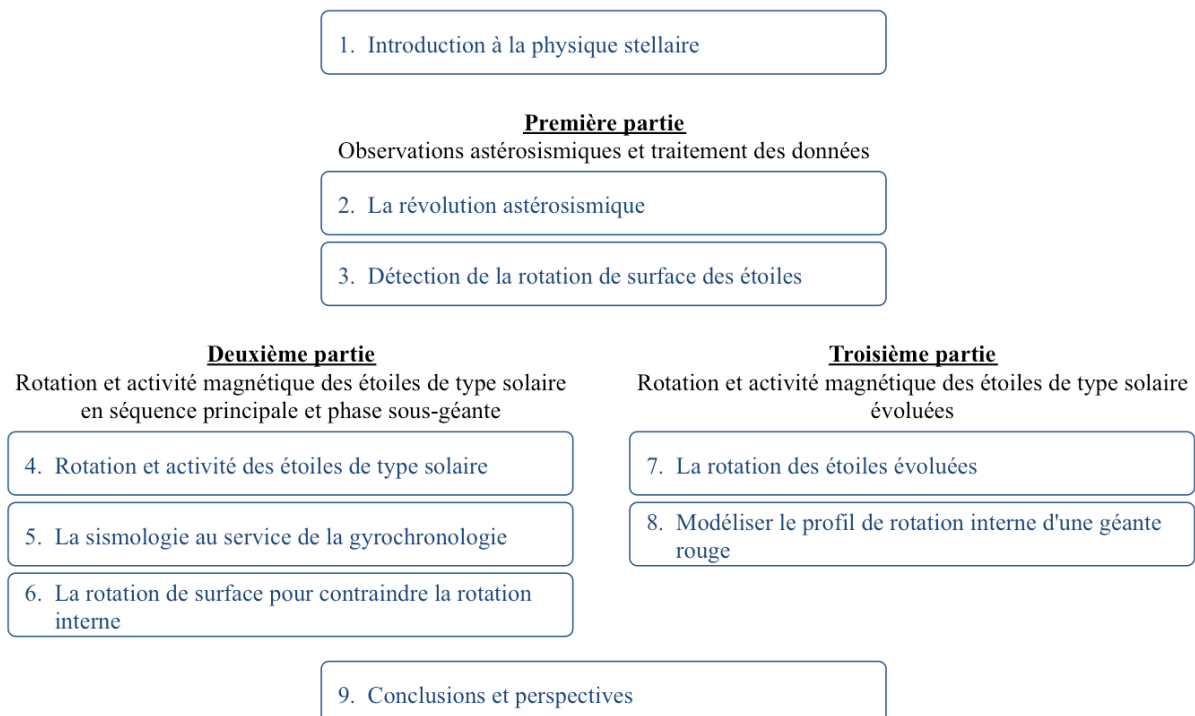 1. Introduction à la physique stellaire
Première partie
Observations astérosismiques et traitement des données
2. La révolution astérosismique
3. Détection de la rotation de surface des étoiles
Deuxième partie
Rotation et activité magnétique des étoiles de type solaire
en séquence principale et phase sous-géante
4. Rotation et activité des étoiles de type solaire
5. La sismologie au service de la gyrochronologie
6. La rotation de surface pour contraindre la rotation
interne
Troisième partie
Rotation et activité magnétique des étoiles de type solaire
évoluées
7. La rotation des étoiles évoluées
8. Modéliser le profil de rotation interne d'une géante
rouge
9. Conclusions et perspectives